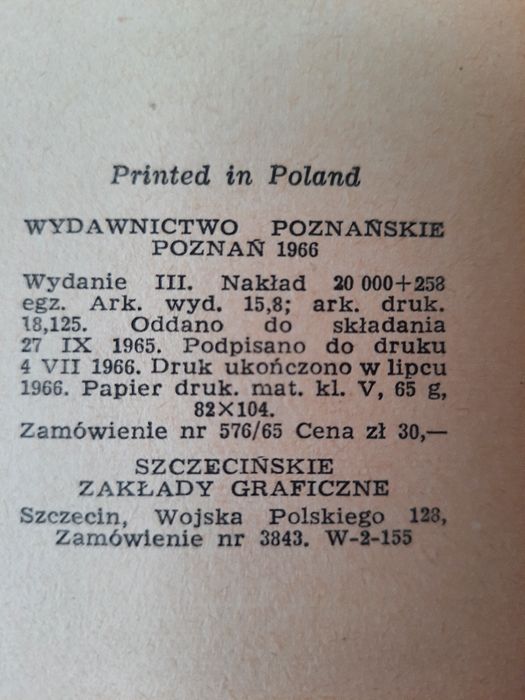 Printed in Poland
WYDAWNICTWO POZNAŃSKIE
POZNAŃ 1966
Wydanie III. Nakład 20 000+258
egz. Ark. wyd. 15,8; ark. druk.
18,125. Oddano do składania
27 IX 1965. Podpisano do druku
4 VII 1966. Druk ukończono w lipcu
1966. Papier druk. mat. kl. V, 65 g,
82×104.
Zamówienie nr 576/65 Cena zł 30,—
SZCZECIŃSKIE
ZAKŁADY GRAFICZNE
Szczecin, Wojska Polskiego 128,
Zamówienie nr 3843. W-2-155